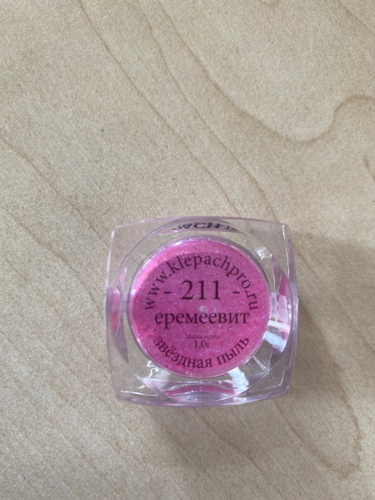 www.klepachpro.ru
- 211 -
еремеевит
1,0г
звёздная пыль